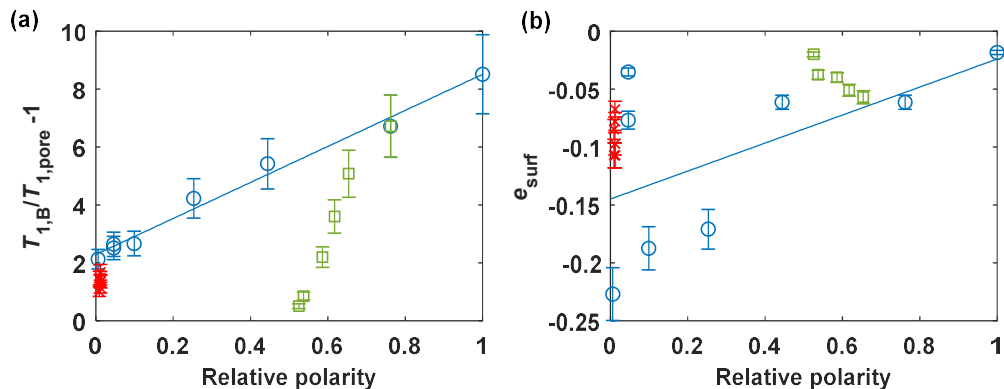 (a)
10
8
6
4
2
0
0 0.2 0.4 0.6 0.8 1
Relative polarity
T1,B/T1,pore -1
(b)
0
-0.05
-0.1
-0.15
-0.2
-0.25
0 0.2 0.4 0.6 0.8 1
Relative polarity
esurf